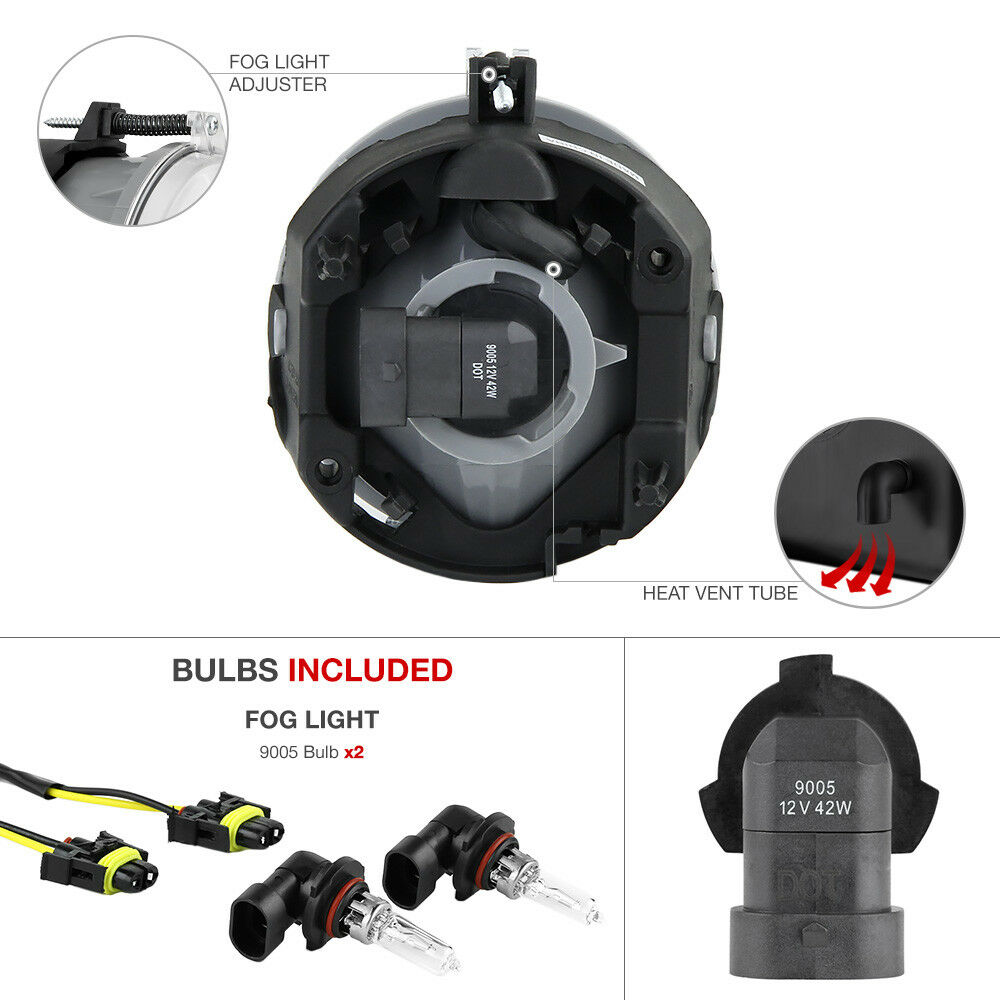 FOG LIGHT
ADJUSTER
9005 12V 42W
DOT
HEAT VENT TUBE
BULBS INCLUDED
FOG LIGHT
9005 Bulb x2
9005
12V 42W
DOT